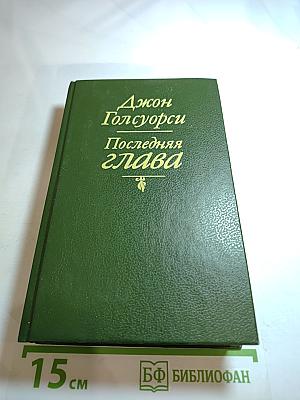 Джон
Голсуорси
Последняя
глава
15 см
БФ БИБЛИОФАН